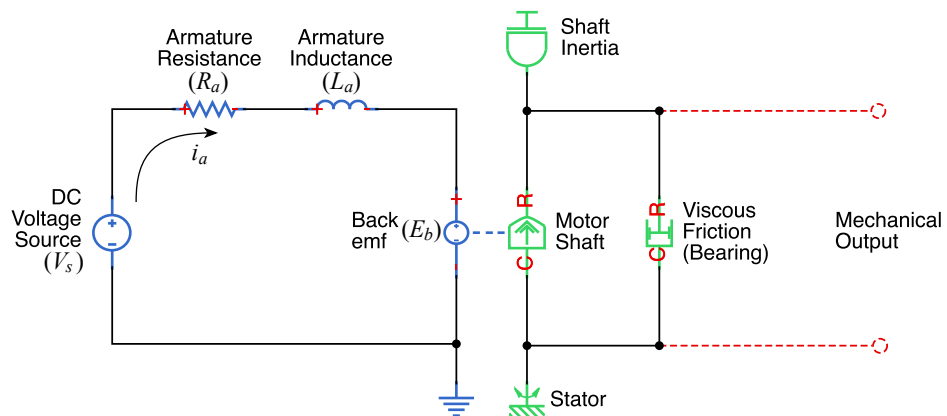 Armature
Resistance
(Rₐ)
Armature
Inductance
(Lₐ)
Shaft
Inertia
iₐ
DC
Voltage
Source
(Vₛ)
+
−
Back
emf
(E_b)
+
-
R
C
Motor
Shaft
R
C
Viscous
Friction
(Bearing)
Mechanical
Output
Stator